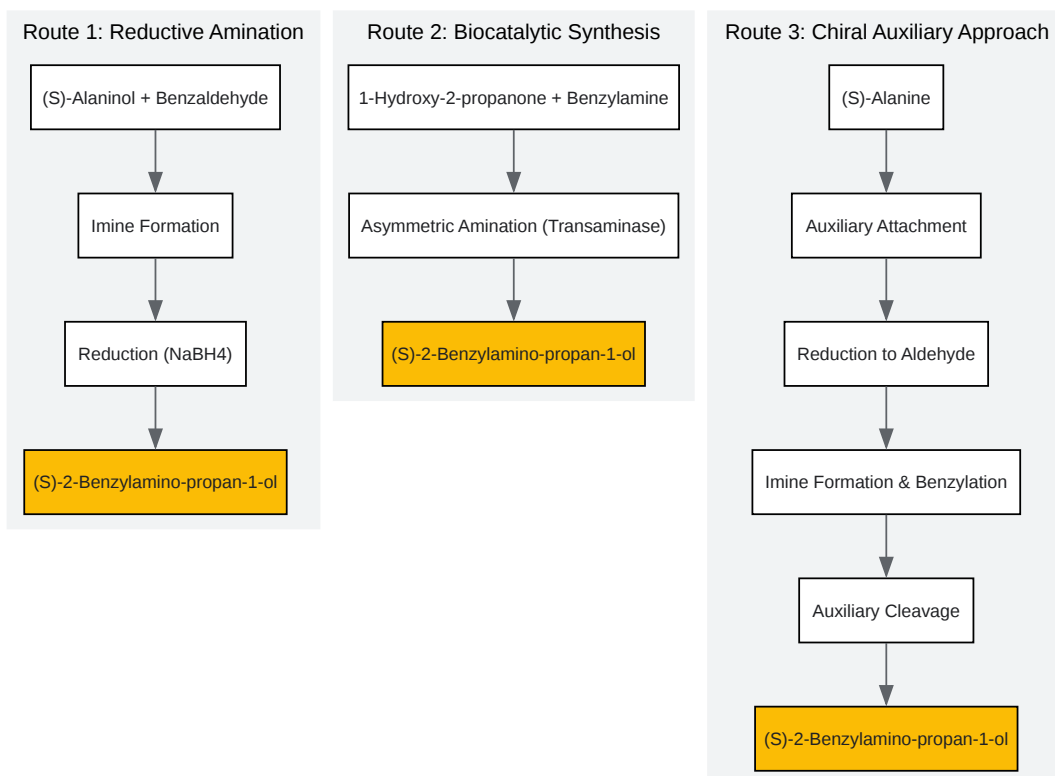 Route 1: Reductive Amination
(S)-Alaninol + Benzaldehyde
Imine Formation
Reduction (NaBH4)
(S)-2-Benzylamino-propan-1-ol
Route 2: Biocatalytic Synthesis
1-Hydroxy-2-propanone + Benzylamine
Asymmetric Amination (Transaminase)
(S)-2-Benzylamino-propan-1-ol
Route 3: Chiral Auxiliary Approach
(S)-Alanine
Auxiliary Attachment
Reduction to Aldehyde
Imine Formation & Benzylation
Auxiliary Cleavage
(S)-2-Benzylamino-propan-1-ol